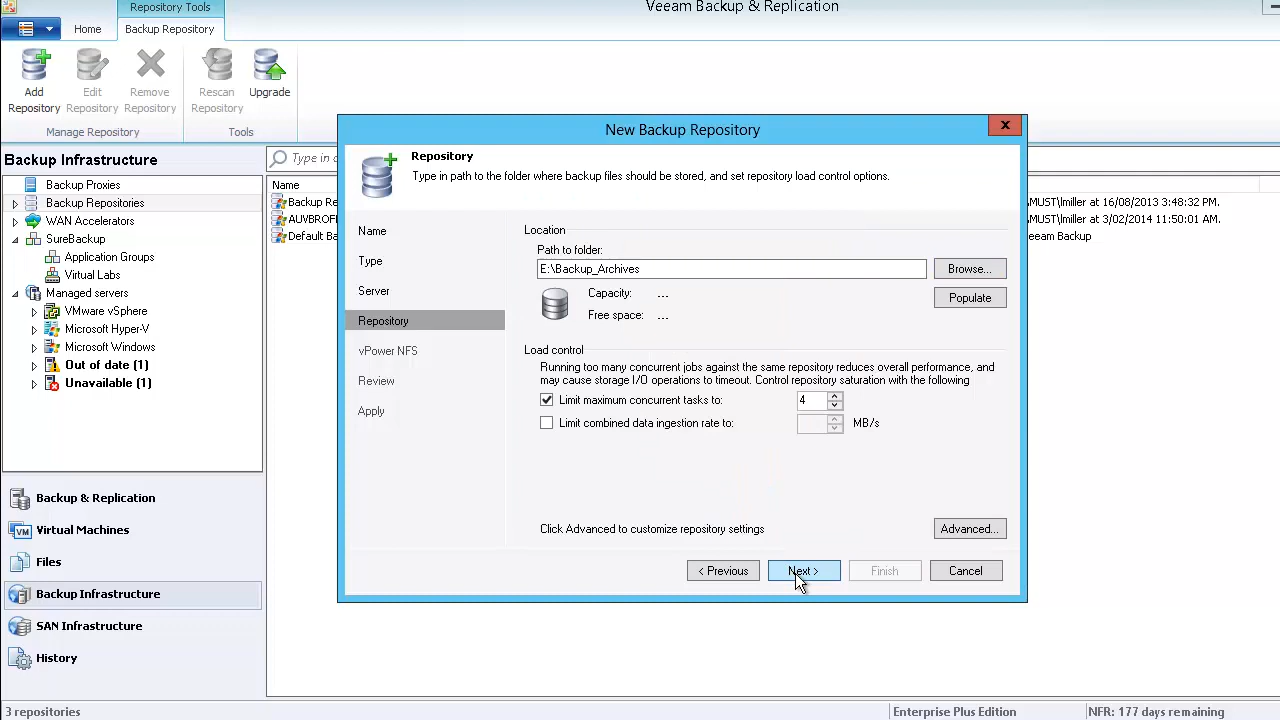 Repository Tools
Veeam Backup & Replication
Home
Backup Repository
Add Repository
Edit Repository
Remove Repository
Rescan Repository
Upgrade
Manage Repository
Tools
Backup Infrastructure
Backup Proxies
Backup Repositories
WAN Accelerators
SureBackup
Application Groups
Virtual Labs
Managed servers
VMware vSphere
Microsoft Hyper-V
Microsoft Windows
Out of date (1)
Unavailable (1)
Backup & Replication
Virtual Machines
Files
Backup Infrastructure
SAN Infrastructure
History
Type in
Name
Backup Re
AUVBROF
Default Ba
MUST\lmiller at 16/08/2013 3:48:32 PM.
MUST\lmiller at 3/02/2014 11:50:01 AM.
eeam Backup
New Backup Repository
Repository
Type in path to the folder where backup files should be stored, and set repository load control options.
Name
Type
Server
Repository
vPower NFS
Review
Apply
Location
Path to folder:
E:\Backup_Archives
Browse...
Capacity: ...
Free space: ...
Populate
Load control
Running too many concurrent jobs against the same repository reduces overall performance, and
may cause storage I/O operations to timeout. Control repository saturation with the following
Limit maximum concurrent tasks to: 4
Limit combined data ingestion rate to: MB/s
Click Advanced to customize repository settings
Advanced...
< Previous
Next >
Finish
Cancel
3 repositories
Enterprise Plus Edition
NFR: 177 days remaining